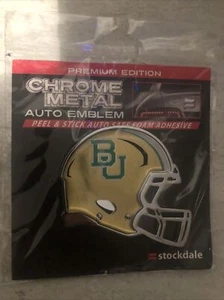 PREMIUM EDITION
CHROME
METAL
AUTO EMBLEM
PEEL & STICK AUTO SAFE FOAM ADHESIVE
BU
stockdale